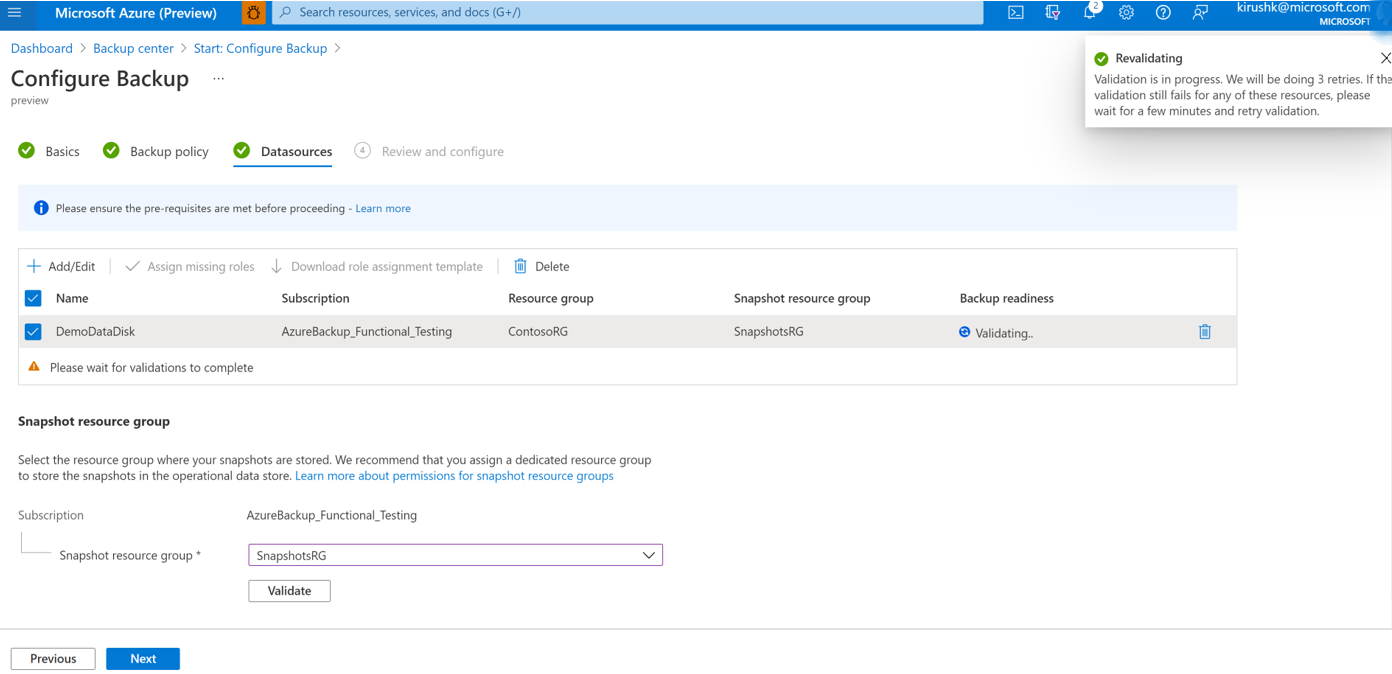 Microsoft Azure (Preview)
Search resources, services, and docs (G+/)
2
kirushk@microsoft.com
MICROSOFT
Dashboard > Backup center > Start: Configure Backup >
Configure Backup ...
preview
Revalidating
Validation is in progress. We will be doing 3 retries. If the
validation still fails for any of these resources, please
wait for a few minutes and retry validation.
Basics Backup policy Datasources 4 Review and configure
Please ensure the pre-requisites are met before proceeding - Learn more
Add/Edit Assign missing roles Download role assignment template Delete
Name Subscription Resource group Snapshot resource group Backup readiness
DemoDataDisk AzureBackup_Functional_Testing ContosoRG SnapshotsRG Validating..
Please wait for validations to complete
Snapshot resource group
Select the resource group where your snapshots are stored. We recommend that you assign a dedicated resource group
to store the snapshots in the operational data store. Learn more about permissions for snapshot resource groups
Subscription AzureBackup_Functional_Testing
Snapshot resource group * SnapshotsRG
Validate
Previous Next